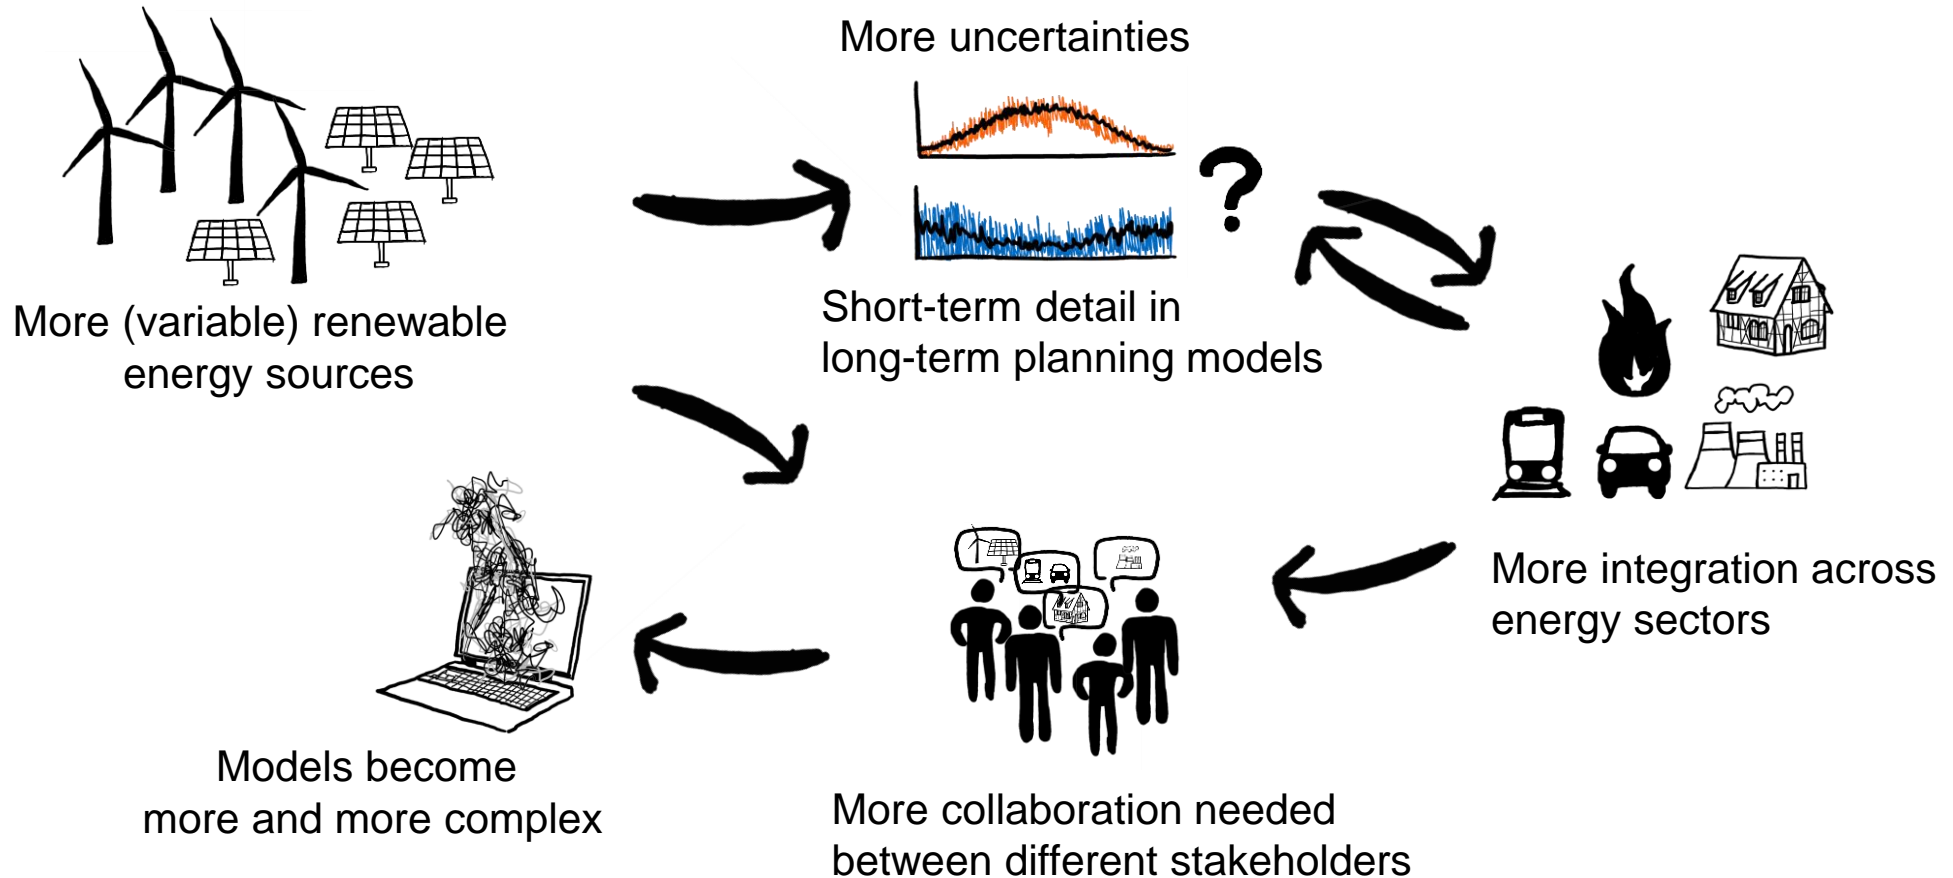 More uncertainties
?
More (variable) renewable
energy sources
Short-term detail in
long-term planning models
More integration across
energy sectors
Models become
more and more complex
More collaboration needed
between different stakeholders